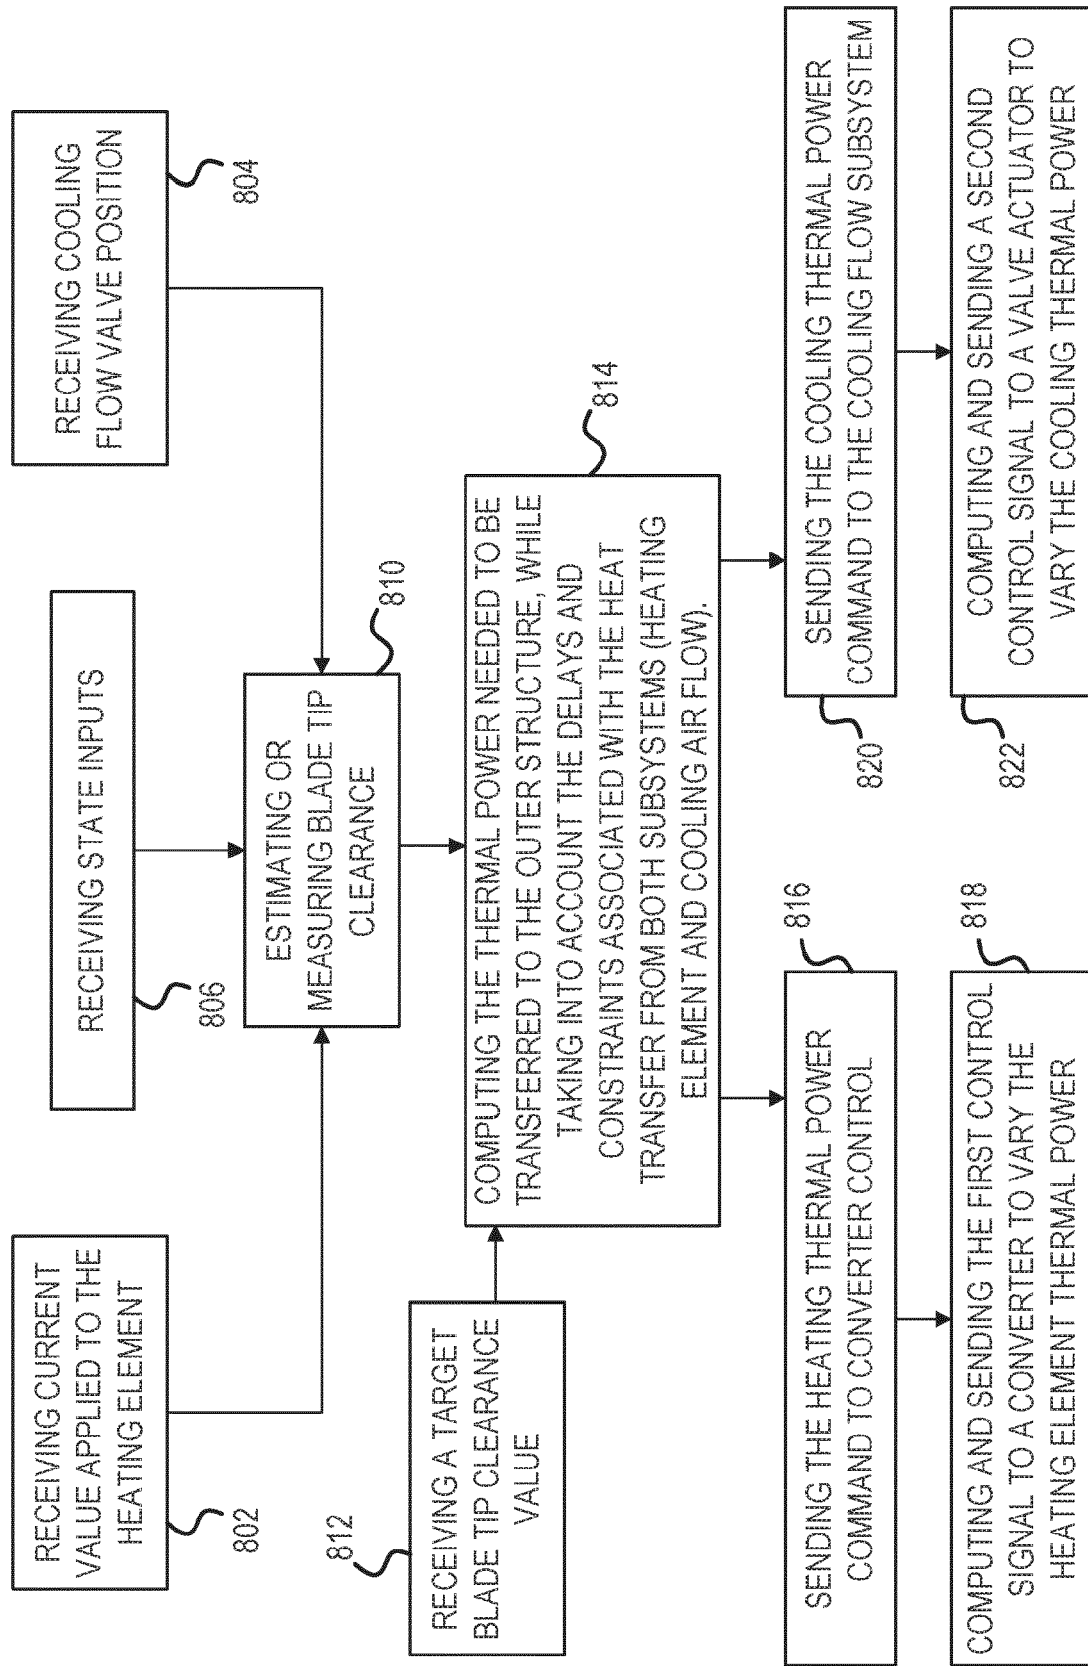 RECEIVING CURRENT
VALUE APPLIED TO THE
HEATING ELEMENT
802
RECEIVING STATE INPUTS
806
RECEIVING COOLING
FLOW VALVE POSITION
804
ESTIMATING OR
MEASURING BLADE TIP
CLEARANCE
810
RECEIVING A TARGET
BLADE TIP CLEARANCE
VALUE
812
COMPUTING THE THERMAL POWER NEEDED TO BE
TRANSFERRED TO THE OUTER STRUCTURE, WHILE
TAKING INTO ACCOUNT THE DELAYS AND
CONSTRAINTS ASSOCIATED WITH THE HEAT
TRANSFER FROM BOTH SUBSYSTEMS (HEATING
ELEMENT AND COOLING AIR FLOW).
814
SENDING THE HEATING THERMAL POWER
COMMAND TO CONVERTER CONTROL
816
COMPUTING AND SENDING THE FIRST CONTROL
SIGNAL TO A CONVERTER TO VARY THE
HEATING ELEMENT THERMAL POWER
818
SENDING THE COOLING THERMAL POWER
COMMAND TO THE COOLING FLOW SUBSYSTEM
820
COMPUTING AND SENDING A SECOND
CONTROL SIGNAL TO A VALVE ACTUATOR TO
VARY THE COOLING THERMAL POWER
822